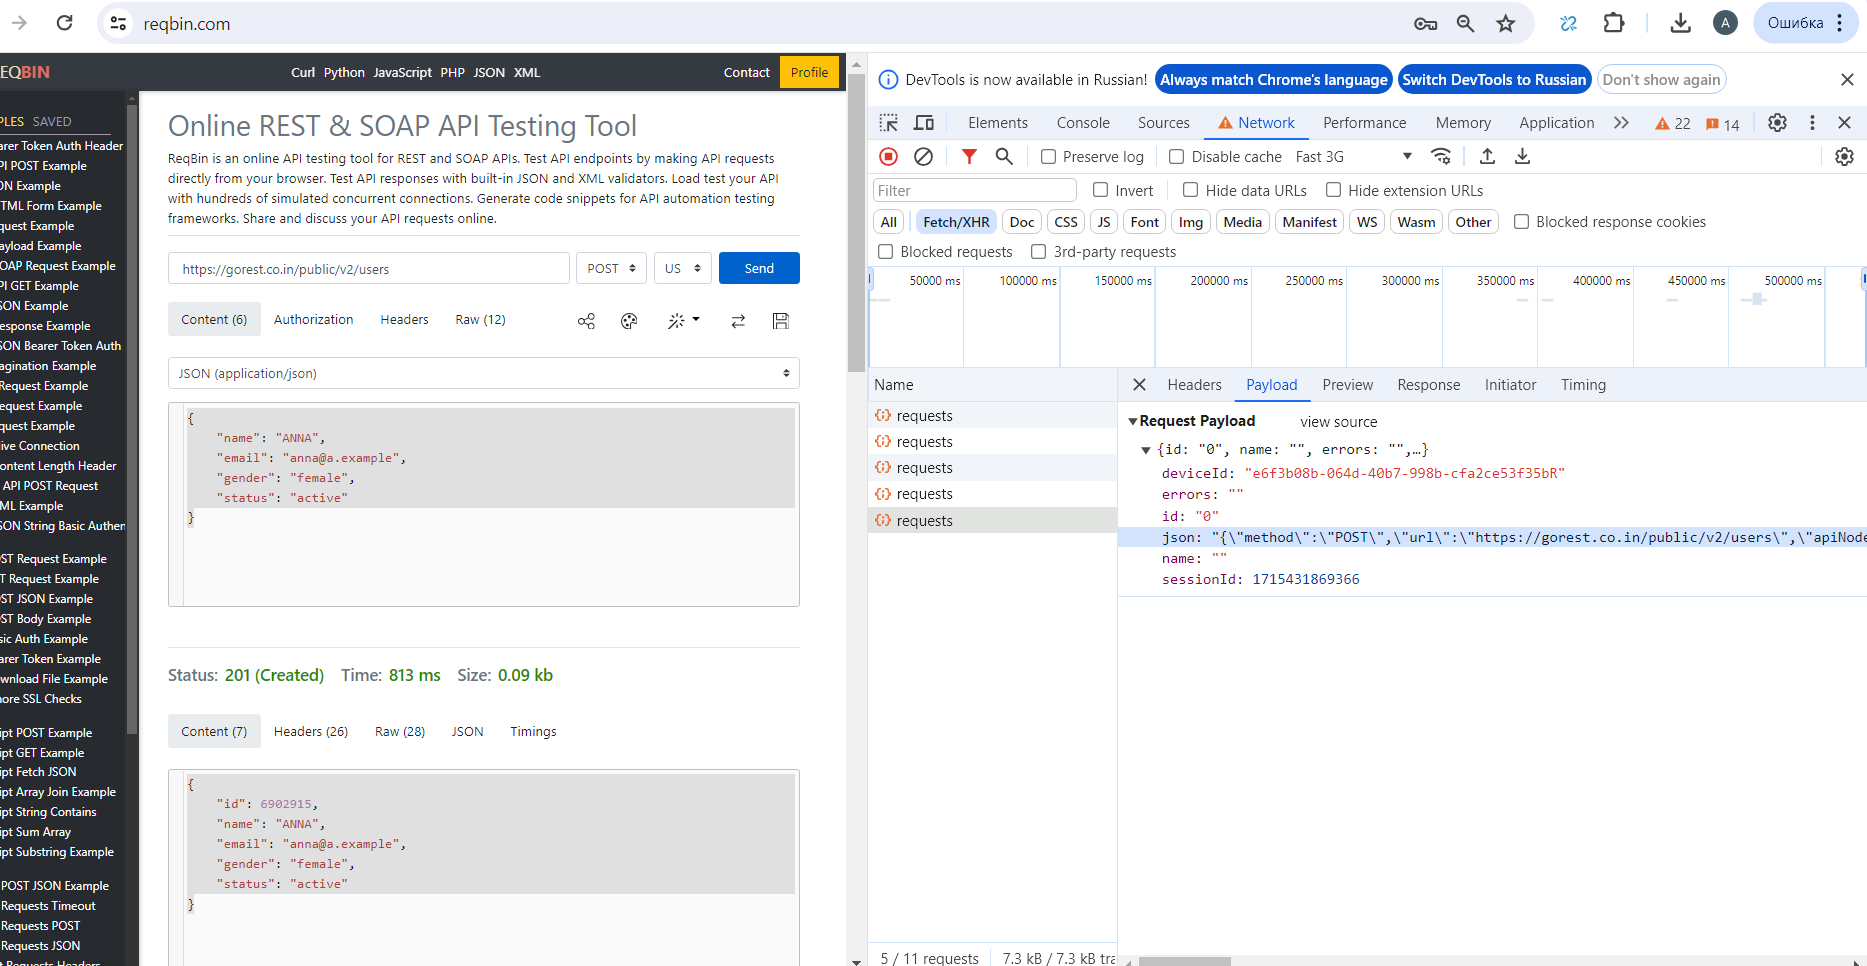 reqbin.com
A
Ошибка
EQBIN
Curl Python JavaScript PHP JSON XML
Contact
Profile
PLES SAVED
arer Token Auth Header
PI POST Example
ON Example
HTML Form Example
quest Example
ayload Example
OAP Request Example
PI GET Example
SON Example
esponse Example
SON Bearer Token Auth
agination Example
Request Example
equest Example
quest Example
live Connection
ontent Length Header
API POST Request
ML Example
SON String Basic Authen
ST Request Example
T Request Example
ST JSON Example
ST Body Example
sic Auth Example
arer Token Example
wnload File Example
nore SSL Checks
ipt POST Example
ipt GET Example
ipt Fetch JSON
ipt Array Join Example
ipt String Contains
ipt Sum Array
ipt Substring Example
POST JSON Example
Requests Timeout
Requests POST
Requests JSON
t Requests Headers
Online REST & SOAP API Testing Tool
ReqBin is an online API testing tool for REST and SOAP APIs. Test API endpoints by making API requests
directly from your browser. Test API responses with built-in JSON and XML validators. Load test your API
with hundreds of simulated concurrent connections. Generate code snippets for API automation testing
frameworks. Share and discuss your API requests online.
https://gorest.co.in/public/v2/users
POST
US
Send
Content (6) Authorization Headers Raw (12)
JSON (application/json)
{
"name": "ANNA",
"email": "anna@a.example",
"gender": "female",
"status": "active"
}
Status: 201 (Created) Time: 813 ms Size: 0.09 kb
Content (7) Headers (26) Raw (28) JSON Timings
{
"id": 6902915,
"name": "ANNA",
"email": "anna@a.example",
"gender": "female",
"status": "active"
}
DevTools is now available in Russian! Always match Chrome's language Switch DevTools to Russian Don't show again
Elements Console Sources Network Performance Memory Application 22 14
Preserve log Disable cache Fast 3G
Filter Invert Hide data URLs Hide extension URLs
All Fetch/XHR Doc CSS JS Font Img Media Manifest WS Wasm Other Blocked response cookies
Blocked requests 3rd-party requests
50000 ms 100000 ms 150000 ms 200000 ms 250000 ms 300000 ms 350000 ms 400000 ms 450000 ms 500000 ms
Name
requests
requests
requests
requests
requests
Headers Payload Preview Response Initiator Timing
Request Payload view source
{id: "0", name: "", errors: "",…}
deviceId: "e6f3b08b-064d-40b7-998b-cfa2ce53f35bR"
errors: ""
id: "0"
json: "{\"method\":\"POST\",\"url\":\"https://gorest.co.in/public/v2/users\",\"apiNode
name: ""
sessionId: 1715431869366
5 / 11 requests 7.3 kB / 7.3 kB tra